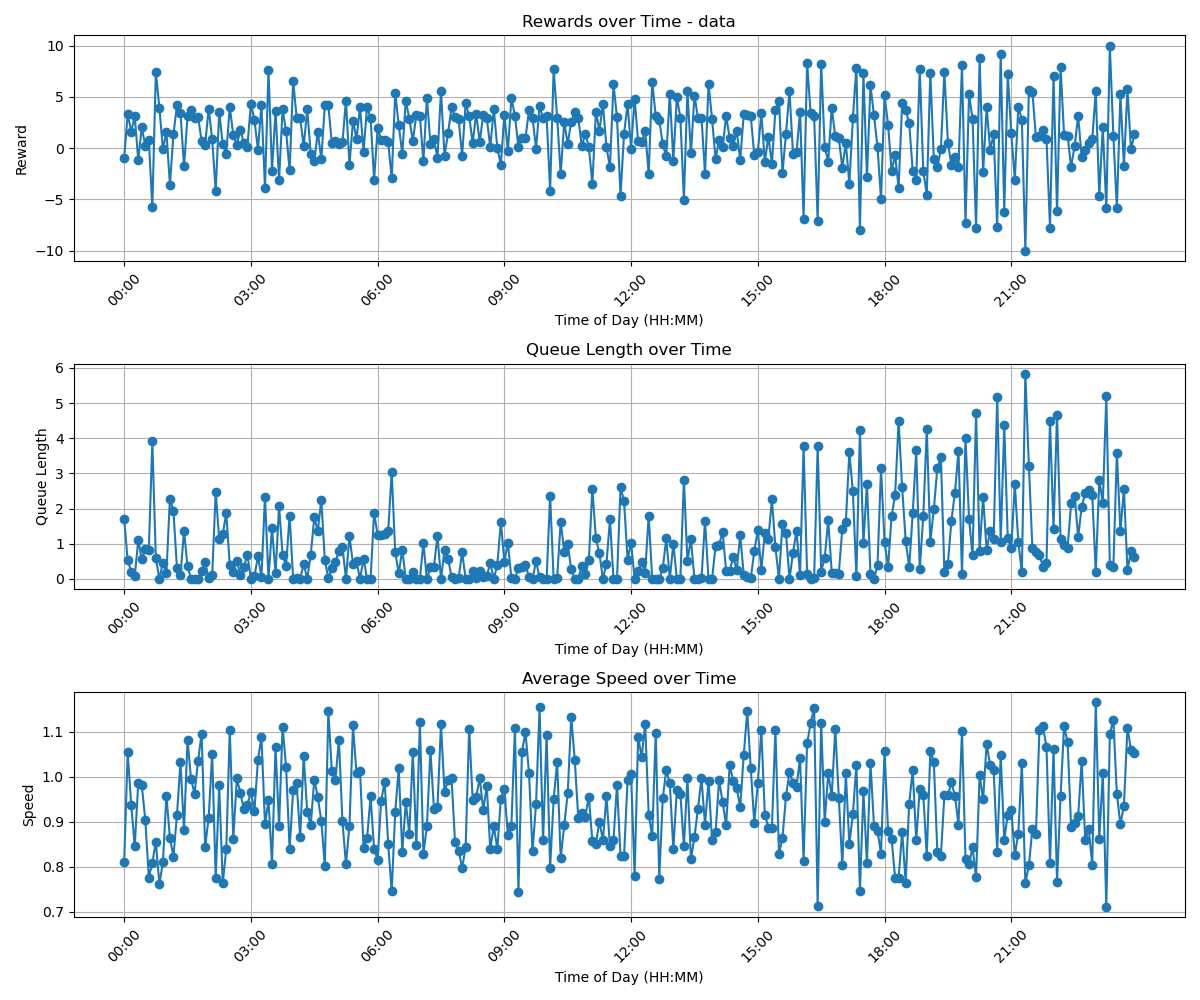 Rewards over Time - data
10
5
0
−5
−10
Reward
00:00 03:00 06:00 09:00 12:00 15:00 18:00 21:00
Time of Day (HH:MM)
Queue Length over Time
6
5
4
3
2
1
0
Queue Length
00:00 03:00 06:00 09:00 12:00 15:00 18:00 21:00
Time of Day (HH:MM)
Average Speed over Time
1.1
1.0
0.9
0.8
0.7
Speed
00:00 03:00 06:00 09:00 12:00 15:00 18:00 21:00
Time of Day (HH:MM)